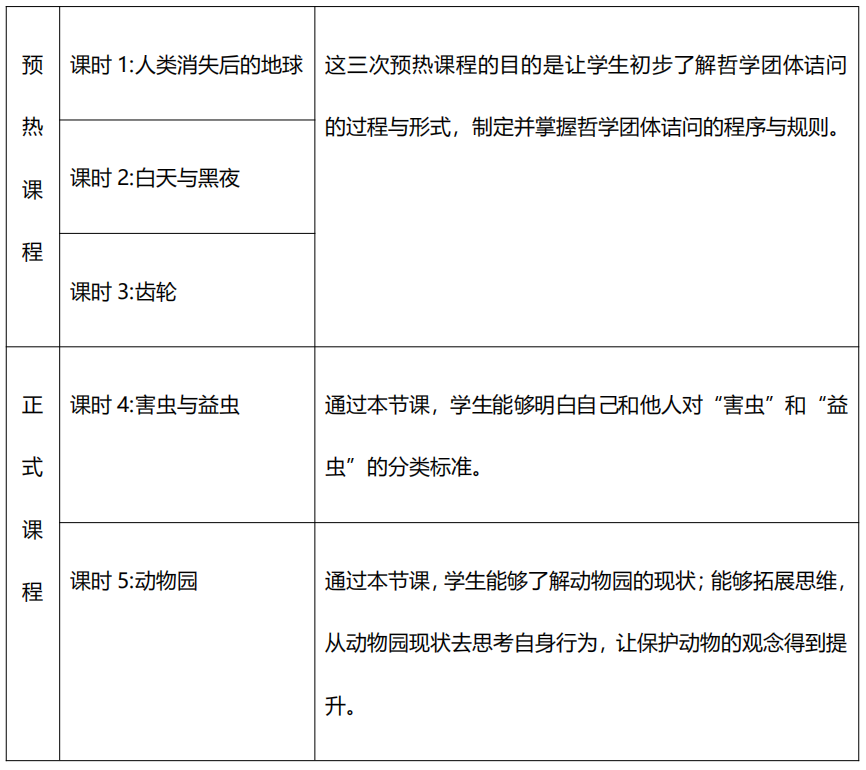 预
热
课
程
课时 1:人类消失后的地球
这三次预热课程的目的是让学生初步了解哲学团体诘问
的过程与形式，制定并掌握哲学团体诘问的程序与规则。
课时 2:白天与黑夜
课时 3:齿轮
正
式
课
程
课时 4:害虫与益虫
通过本节课，学生能够明白自己和他人对“害虫”和“益
虫”的分类标准。
课时 5:动物园
通过本节课，学生能够了解动物园的现状；能够拓展思维，
从动物园现状去思考自身行为，让保护动物的观念得到提
升。